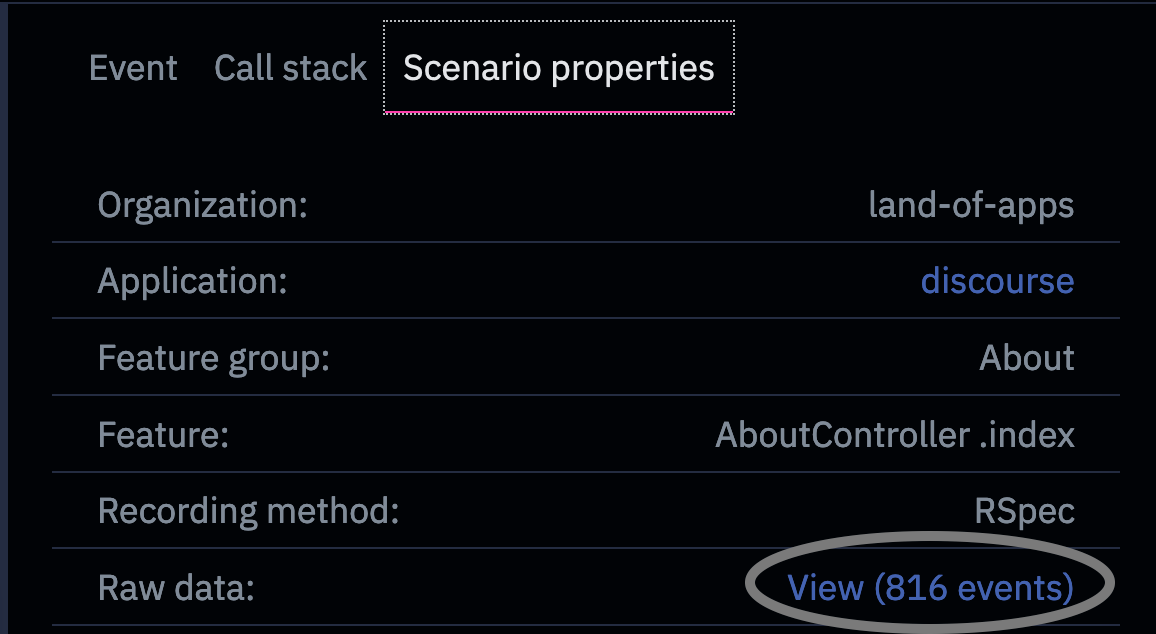 Event Call stack Scenario properties
Organization: land-of-apps
Application: discourse
Feature group: About
Feature: AboutController .index
Recording method: RSpec
Raw data: View (816 events)